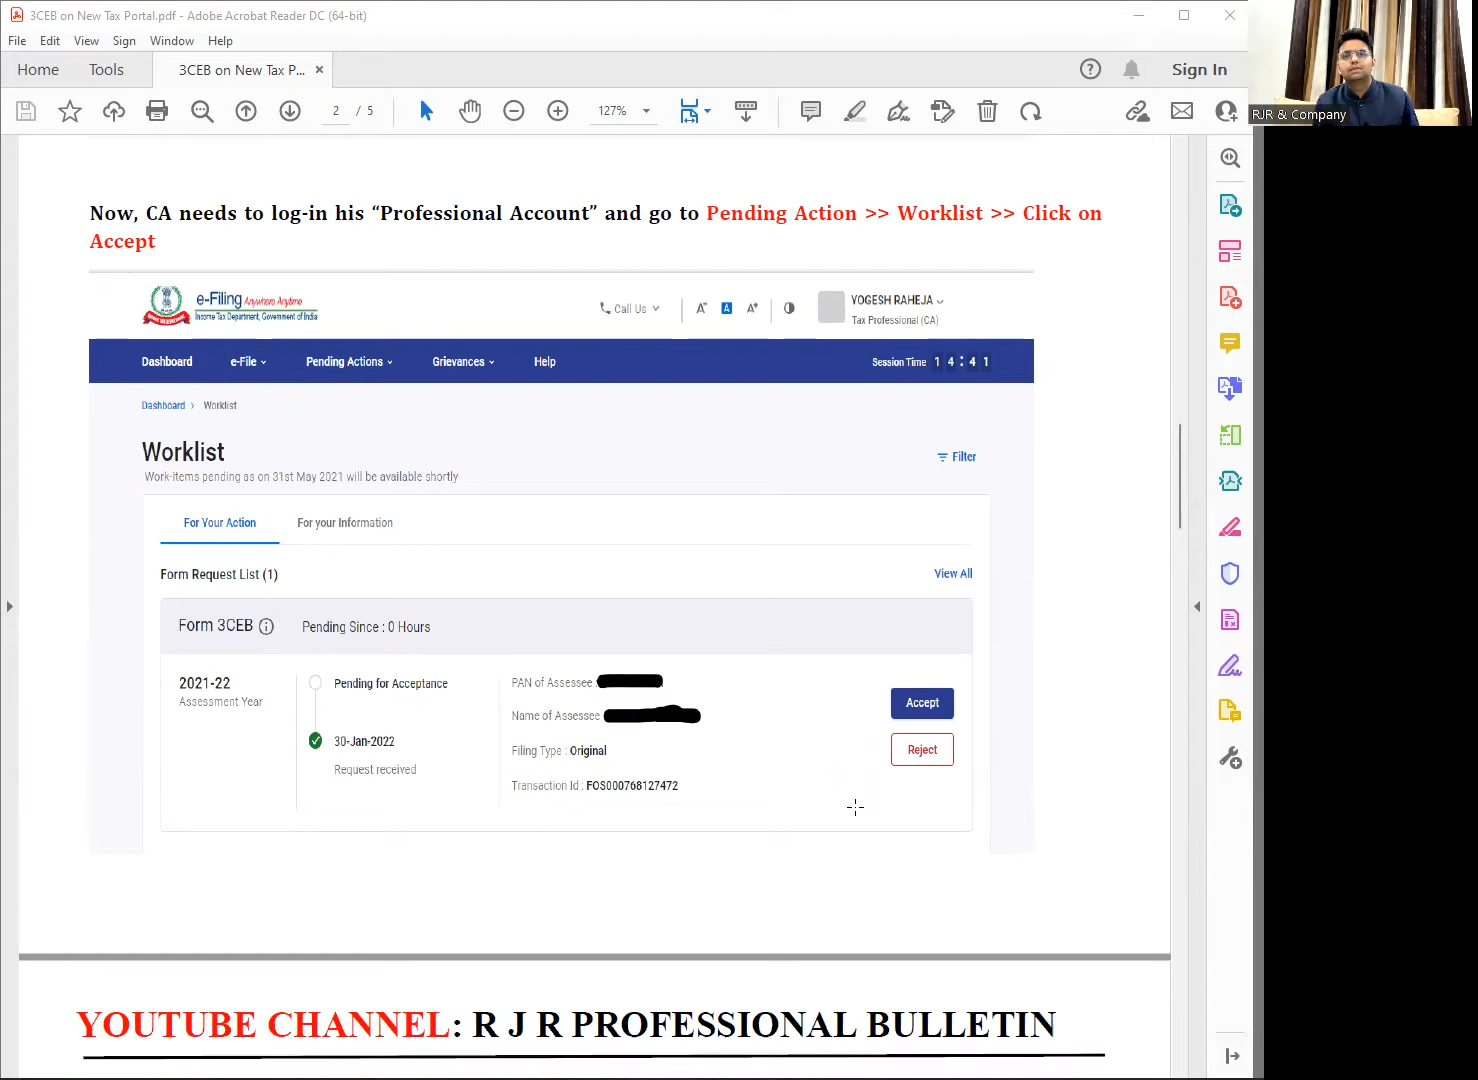 3CEB on New Tax Portal.pdf - Adobe Acrobat Reader DC (64-bit)
File Edit View Sign Window Help
Home Tools 3CEB on New Tax P... × Sign In
2 / 5 127%
RJR & Company
Now, CA needs to log-in his “Professional Account” and go to Pending Action >> Worklist >> Click on
Accept
e-Filing Anywhere Anytime
Income Tax Department, Government of India
Call Us A- A A+ YOGESH RAHEJA
Tax Professional (CA)
Dashboard e-File Pending Actions Grievances Help Session Time 1 4 : 4 1
Dashboard > Worklist
Worklist
Work-items pending as on 31st May 2021 will be available shortly
Filter
For Your Action For your Information
Form Request List (1) View All
Form 3CEB Pending Since : 0 Hours
2021-22
Assessment Year
Pending for Acceptance
30-Jan-2022
Request received
PAN of Assessee
Name of Assessee
Filing Type : Original
Transaction Id : FOS000768127472
Accept
Reject
YOUTUBE CHANNEL: R J R PROFESSIONAL BULLETIN